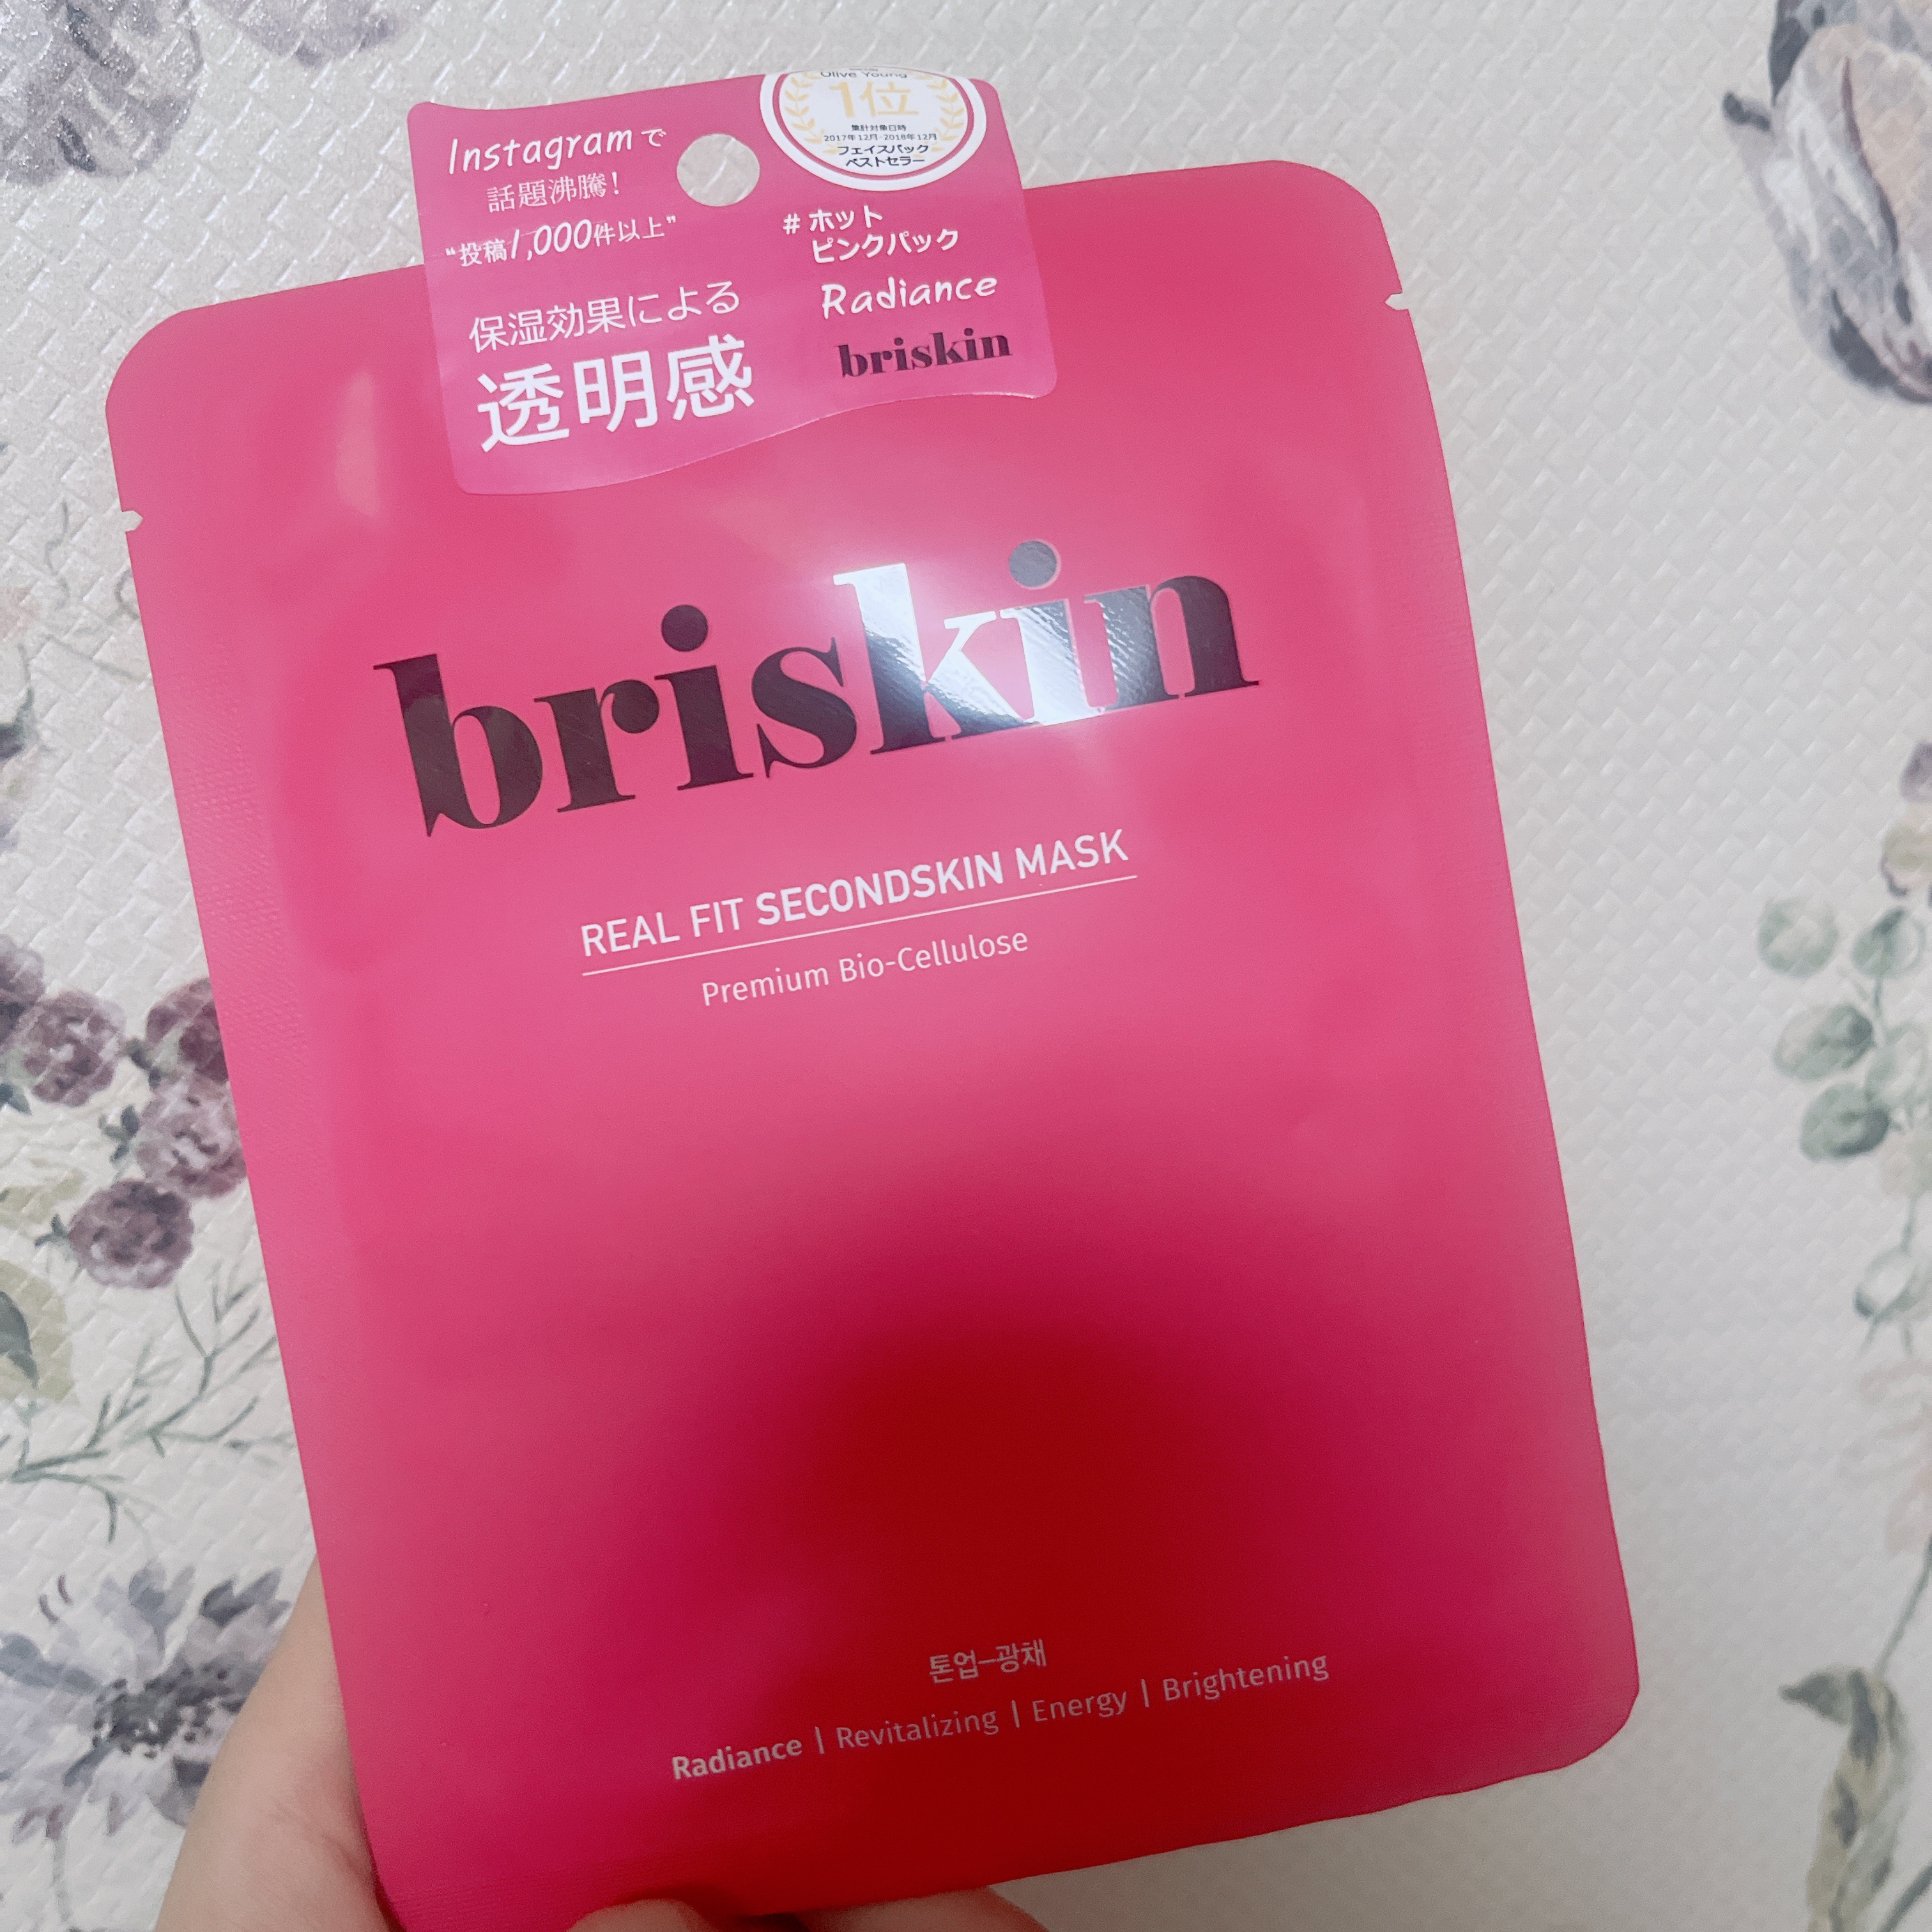 Instagramで
話題沸騰!
"投稿1,000件以上"
保湿効果による
透明感
Olive Young
1位
集計対象日時
2017年12月-2018年12月
フェイスパック
ベストセラー
#ホット
ピンクパック
Radiance
briskin
briskin
REAL FIT SECONDSKIN MASK
Premium Bio-Cellulose
톤업-광채
Radiance | Revitalizing | Energy | Brightening